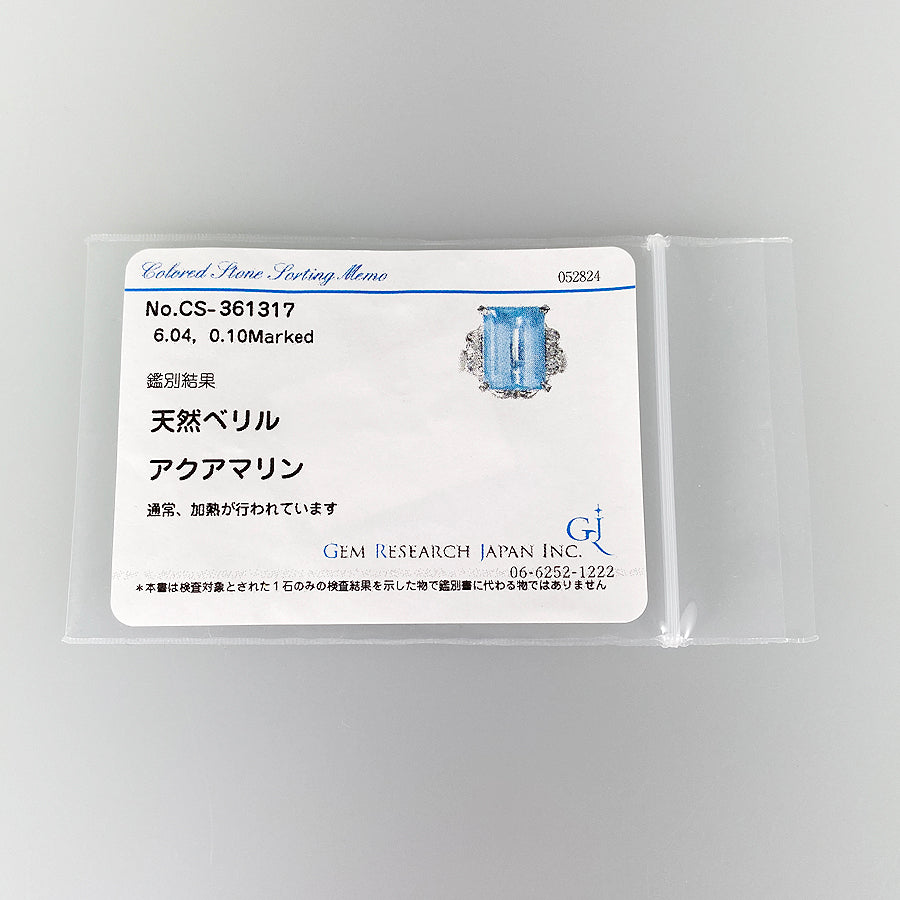 Colored Stone Sorting Memo 052824
No.CS-361317
6.04, 0.10Marked
鑑別結果
天然ベリル
アクアマリン
通常、加熱が行われています
GJ
GEM RESEARCH JAPAN INC.
06-6252-1222
*本書は検査対象とされた1石のみの検査結果を示した物で鑑別書に代わる物ではありません